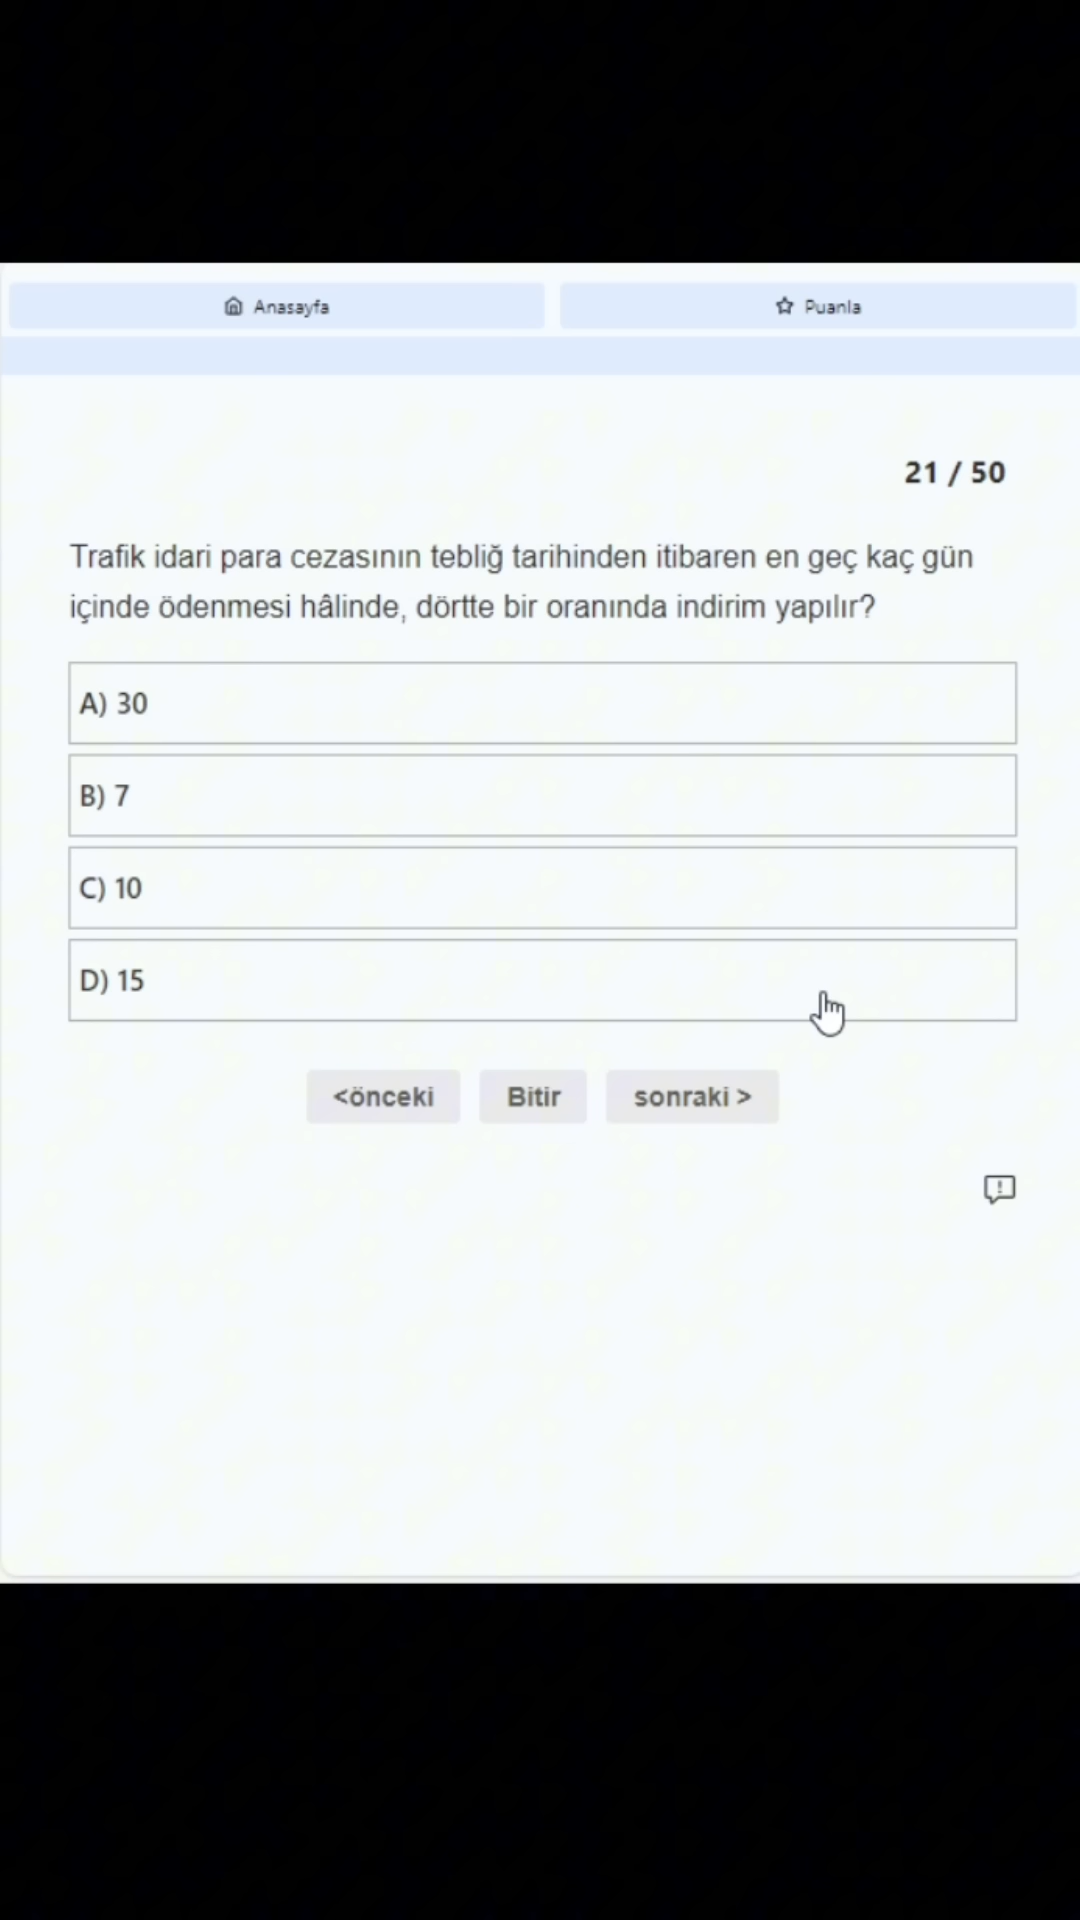 Anasayfa
Puanla
21 / 50
Trafik idari para cezasının tebliğ tarihinden itibaren en geç kaç gün
içinde ödenmesi hâlinde, dörtte bir oranında indirim yapılır?
A) 30
B) 7
C) 10
D) 15
<önceki
Bitir
sonraki >